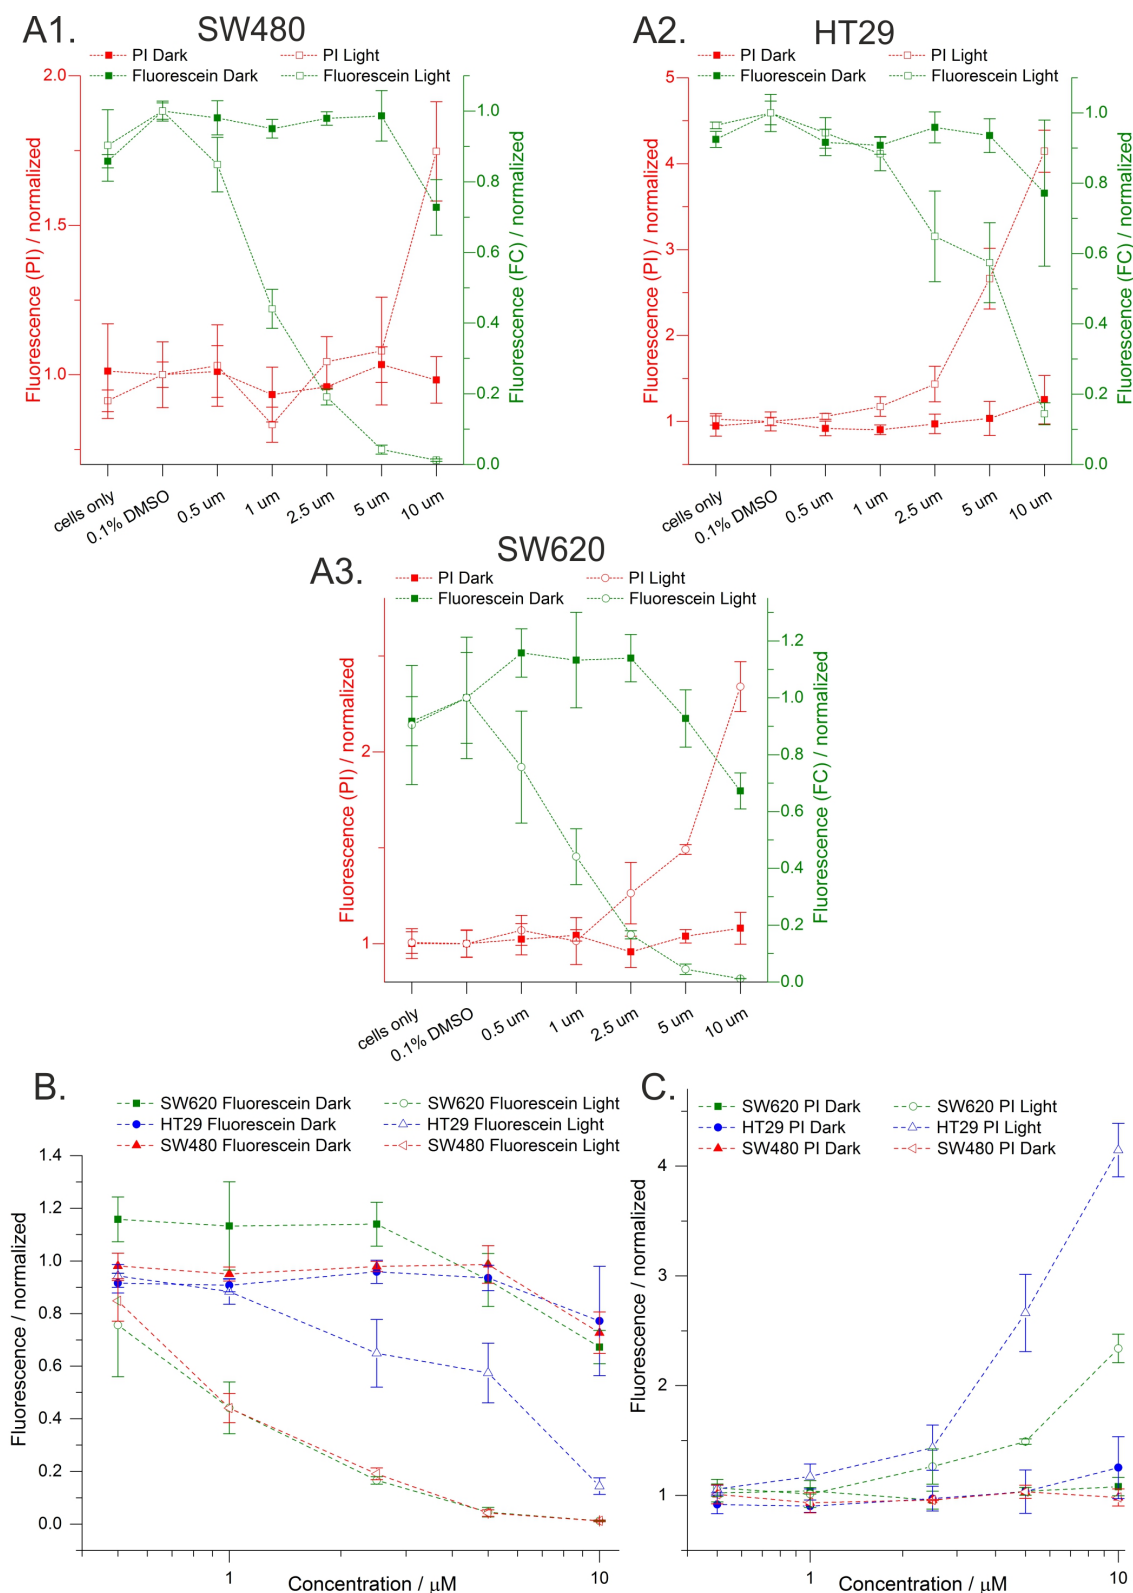 A1. SW480
PI Dark PI Light
Fluorescein Dark Fluorescein Light
2.0
1.5
1.0
Fluorescence (PI) / normalized
1.0
0.8
0.6
0.4
0.2
0.0
Fluorescence (FC) / normalized
cells only
0.1% DMSO
0.5 um
1 um
2.5 um
5 um
10 um
A2. HT29
PI Dark PI Light
Fluorescein Dark Fluorescein Light
5
4
3
2
1
Fluorescence (PI) / normalized
1.0
0.8
0.6
0.4
0.2
0.0
Fluorescence (FC) / normalized
cells only
0.1% DMSO
0.5 um
1 um
2.5 um
5 um
10 um
A3. SW620
PI Dark PI Light
Fluorescein Dark Fluorescein Light
2
1
Fluorescence (PI) / normalized
1.2
1.0
0.8
0.6
0.4
0.2
0.0
Fluorescence (FC) / normalized
cells only
0.1% DMSO
0.5 um
1 um
2.5 um
5 um
10 um
B.
SW620 Fluorescein Dark SW620 Fluorescein Light
HT29 Fluorescein Dark HT29 Fluorescein Light
SW480 Fluorescein Dark SW480 Fluorescein Light
1.4
1.2
1.0
0.8
0.6
0.4
0.2
0.0
Fluorescence / normalized
1 10
Concentration / μM
C.
SW620 PI Dark SW620 PI Light
HT29 PI Dark HT29 PI Light
SW480 PI Dark SW480 PI Dark
4
3
2
1
Fluorescence / normalized
1 10
Concentration / μM